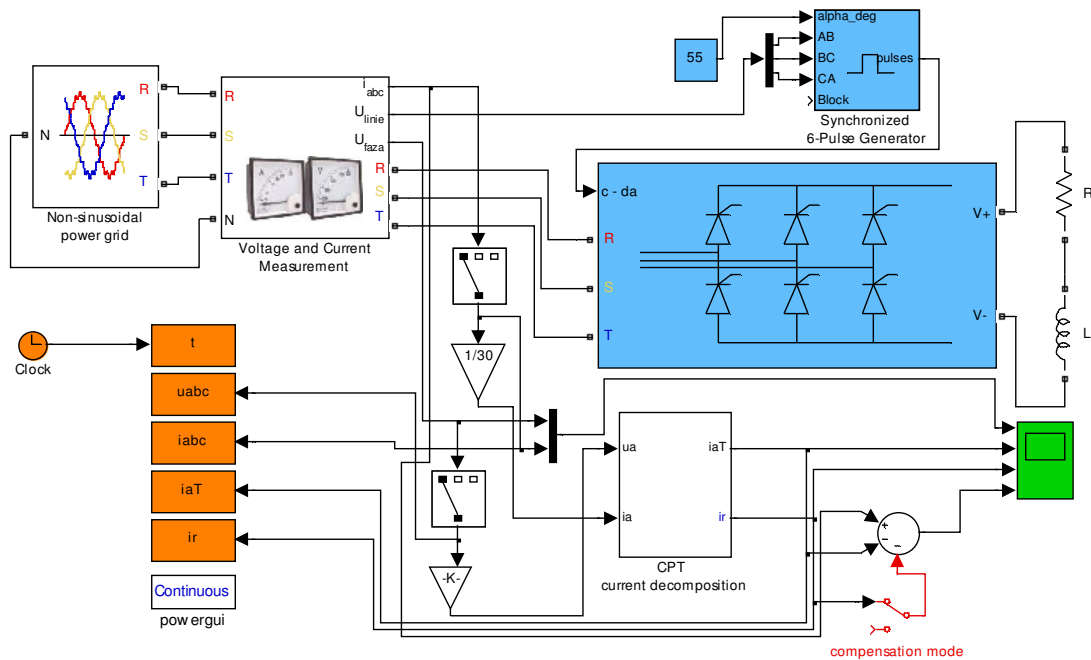 alpha_deg
AB
BC
CA
Block
pulses
55
Synchronized
6-Pulse Generator
N
R
S
T
Non-sinusoidal
power grid
R
S
T
N
i
abc
U
linie
U
faza
R
S
T
A
V
Voltage and Current
Measurement
c - da
R
S
T
V+
V-
R
L
Clock
t
uabc
iabc
iaT
ir
1/30
-K-
ua
ia
iaT
ir
CPT
current decomposition
+
–
–
Continuous
powergui
compensation mode